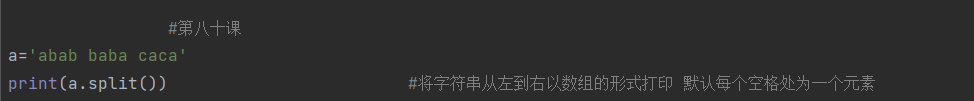 #第八十课
a='abab baba caca'
print(a.split()) #将字符串从左到右以数组的形式打印 默认每个空格处为一个元素